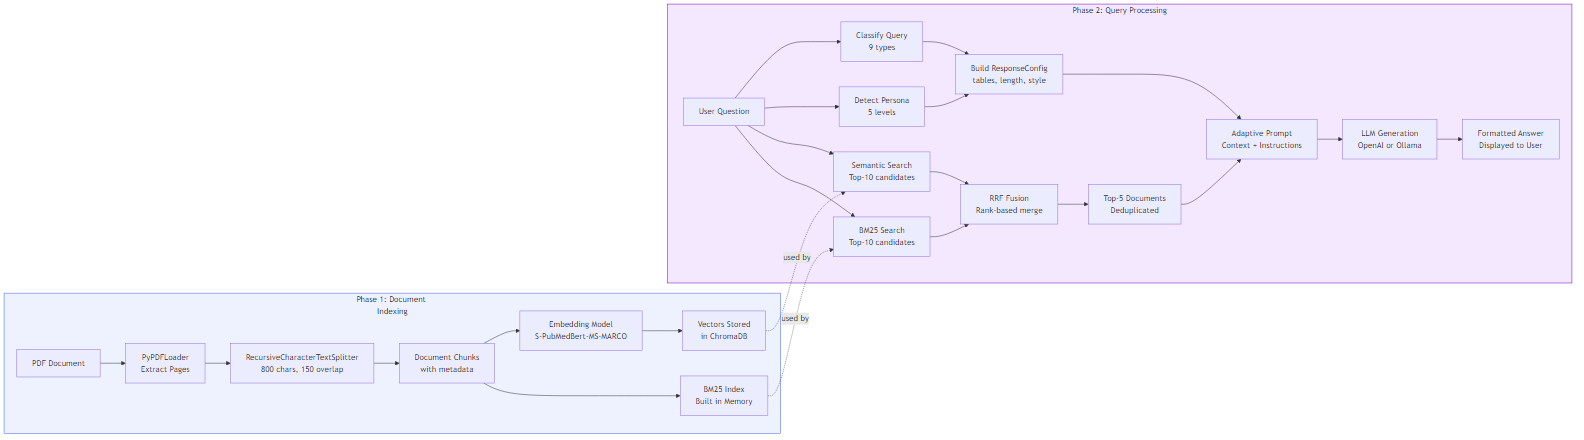 Phase 2: Query Processing
User Question
Classify Query
9 types
Detect Persona
5 levels
Build ResponseConfig
tables, length, style
Semantic Search
Top-10 candidates
BM25 Search
Top-10 candidates
RRF Fusion
Rank-based merge
Top-5 Documents
Deduplicated
Adaptive Prompt
Context + Instructions
LLM Generation
OpenAI or Ollama
Formatted Answer
Displayed to User
used by
used by
Phase 1: Document
Indexing
PDF Document
PyPDFLoader
Extract Pages
RecursiveCharacterTextSplitter
800 chars, 150 overlap
Document Chunks
with metadata
Embedding Model
S-PubMedBert-MS-MARCO
Vectors Stored
in ChromaDB
BM25 Index
Built in Memory